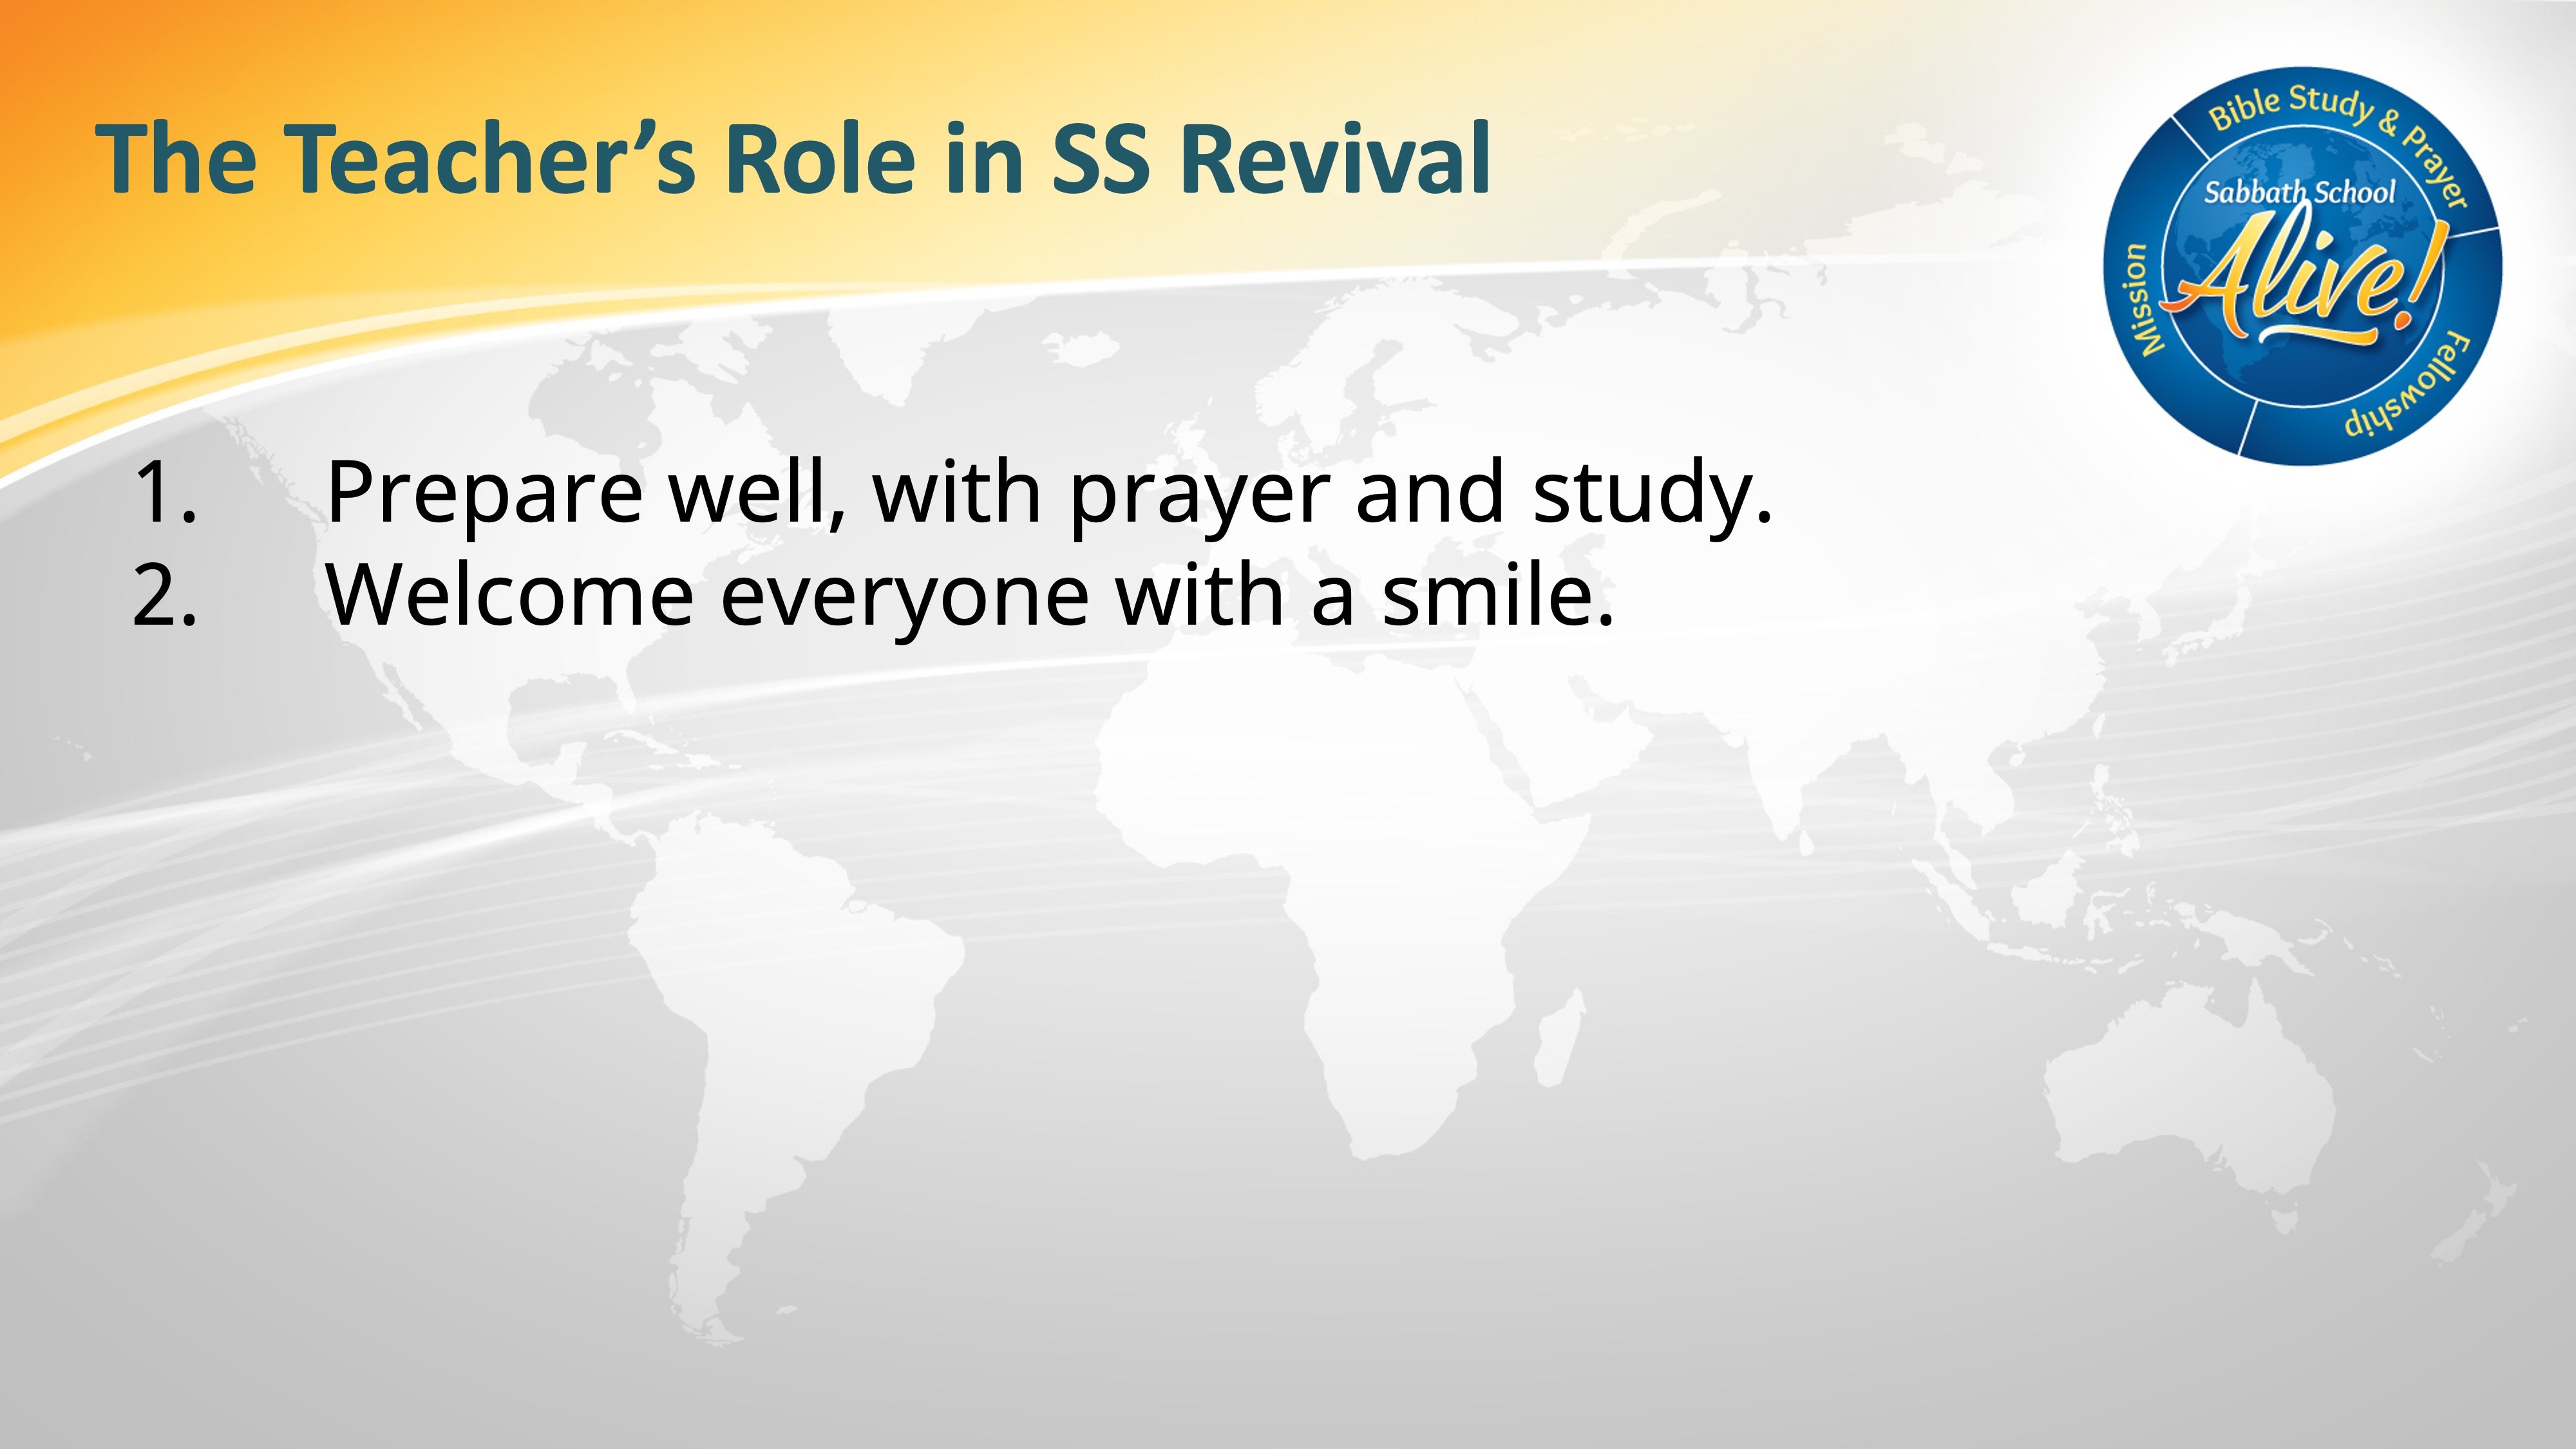 The Teacher’s Role in SS Revival
Bible Study & Prayer
Sabbath School
Alive!
Mission
Fellowship
1. Prepare well, with prayer and study.
2. Welcome everyone with a smile.